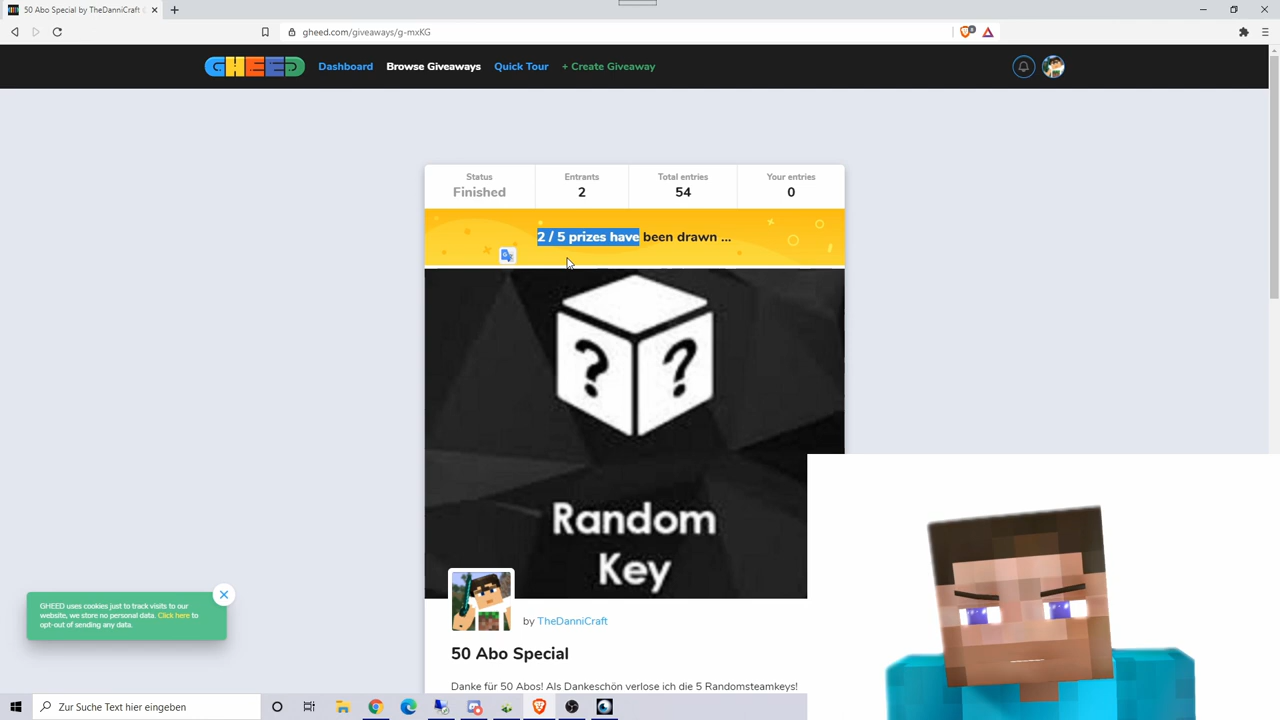 50 Abo Special by TheDanniCraft
gheed.com/giveaways/g-mxKG
GHEED
Dashboard
Browse Giveaways
Quick Tour
+ Create Giveaway
Status
Finished
Entrants
2
Total entries
54
Your entries
0
2 / 5 prizes have been drawn ...
? ?
Random
Key
by TheDanniCraft
50 Abo Special
Danke für 50 Abos! Als Dankeschön verlose ich die 5 Randomsteamkeys!
GHEED uses cookies just to track visits to our
website, we store no personal data. Click here to
opt-out of sending any data.
Zur Suche Text hier eingeben